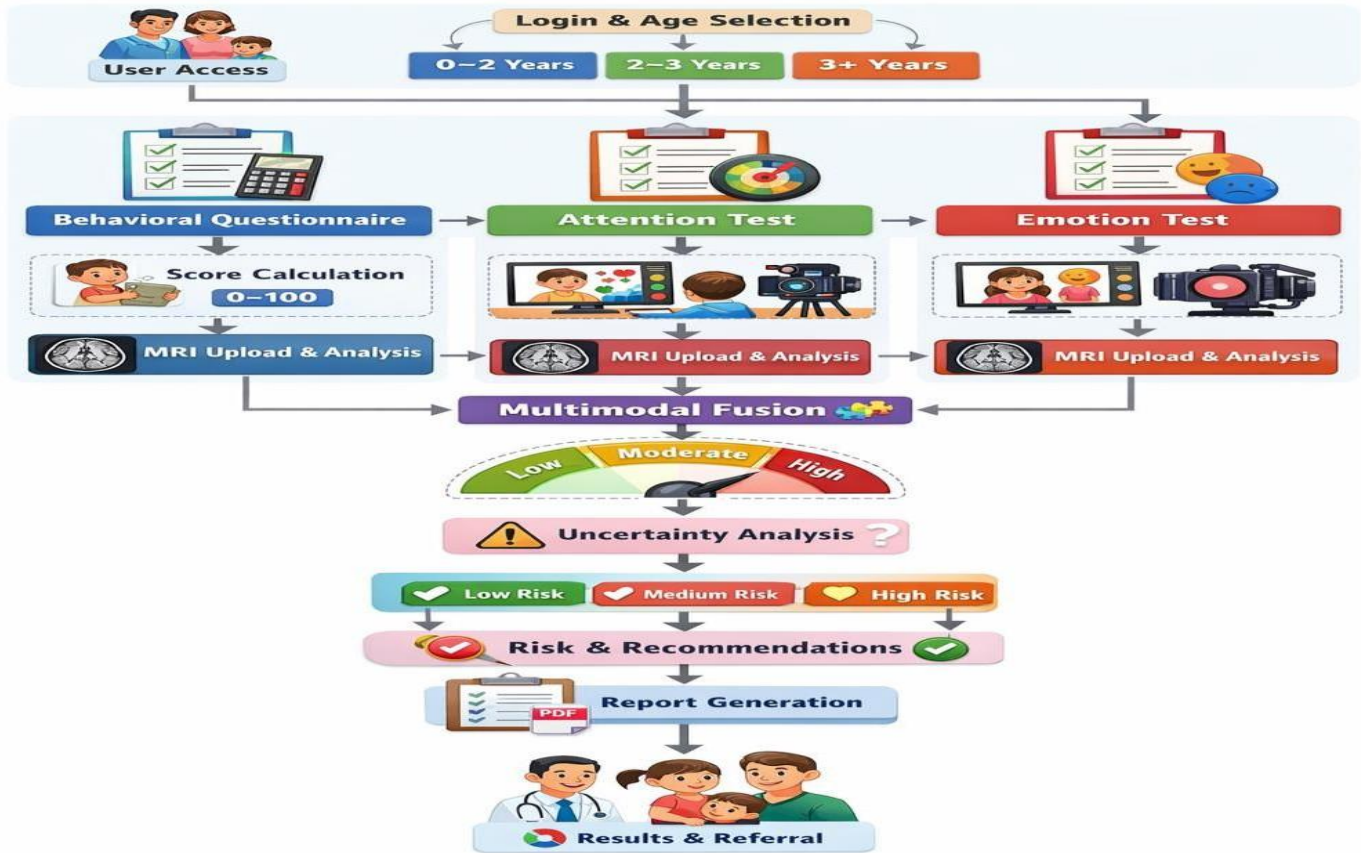 Login & Age Selection
User Access
0–2 Years
2–3 Years
3+ Years
Behavioral Questionnaire
Attention Test
Emotion Test
Score Calculation
0–100
MRI Upload & Analysis
MRI Upload & Analysis
MRI Upload & Analysis
Multimodal Fusion
Low
Moderate
High
Uncertainty Analysis ?
Low Risk
Medium Risk
High Risk
Risk & Recommendations
Report Generation
PDF
Results & Referral